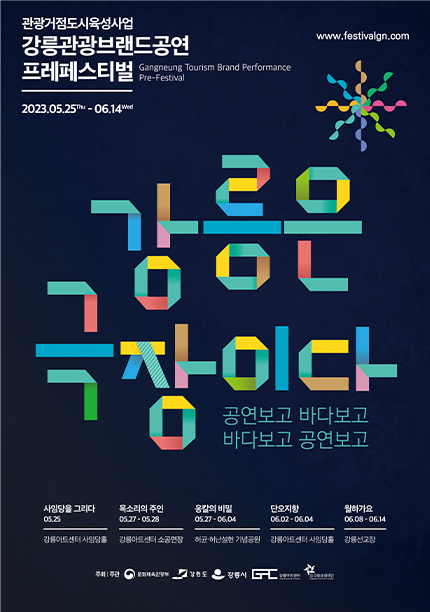 관광거점도시육성사업
강릉관광브랜드공연
프레페스티벌
Gangneung Tourism Brand Performance
Pre-Festival
2023.05.25Thu - 06.14Wed
www.festivalgn.com
강릉은
극장이다
공연보고 바다보고
바다보고 공연보고
사임당을 그리다
05.25
강릉아트센터 사임당홀
목소리의 주인
05.27 - 05.28
강릉아트센터 소공연장
옹칼의 비밀
05.27 - 06.04
허균·허난설헌 기념공원
단오지향
06.02 - 06.04
강릉아트센터 사임당홀
월하가요
06.08 - 06.14
강릉선교장
주최 | 주관 문화체육관광부 강원도 강릉시 GAC 강릉아트센터